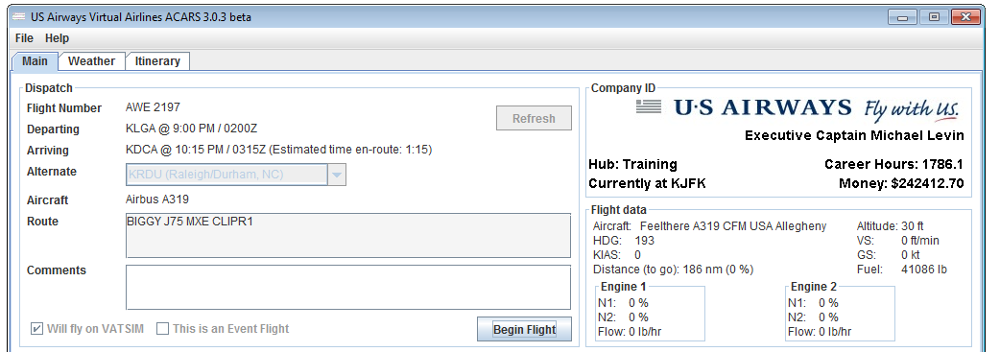 US Airways Virtual Airlines ACARS 3.0.3 beta
File Help
Main Weather Itinerary
Dispatch
Flight Number AWE 2197
Refresh
Departing KLGA @ 9:00 PM / 0200Z
Arriving KDCA @ 10:15 PM / 0315Z (Estimated time en-route: 1:15)
Alternate KRDU (Raleigh/Durham, NC)
Aircraft Airbus A319
Route BIGGY J75 MXE CLIPR1
Comments
Will fly on VATSIM This is an Event Flight Begin Flight
Company ID
U·S AIRWAYS Fly with US.
Executive Captain Michael Levin
Hub: Training Career Hours: 1786.1
Currently at KJFK Money: $242412.70
Flight data
Aircraft: Feelthere A319 CFM USA Allegheny Altitude: 30 ft
HDG: 193 VS: 0 ft/min
KIAS: 0 GS: 0 kt
Distance (to go): 186 nm (0 %) Fuel: 41086 lb
Engine 1 Engine 2
N1: 0 % N1: 0 %
N2: 0 % N2: 0 %
Flow: 0 lb/hr Flow: 0 lb/hr